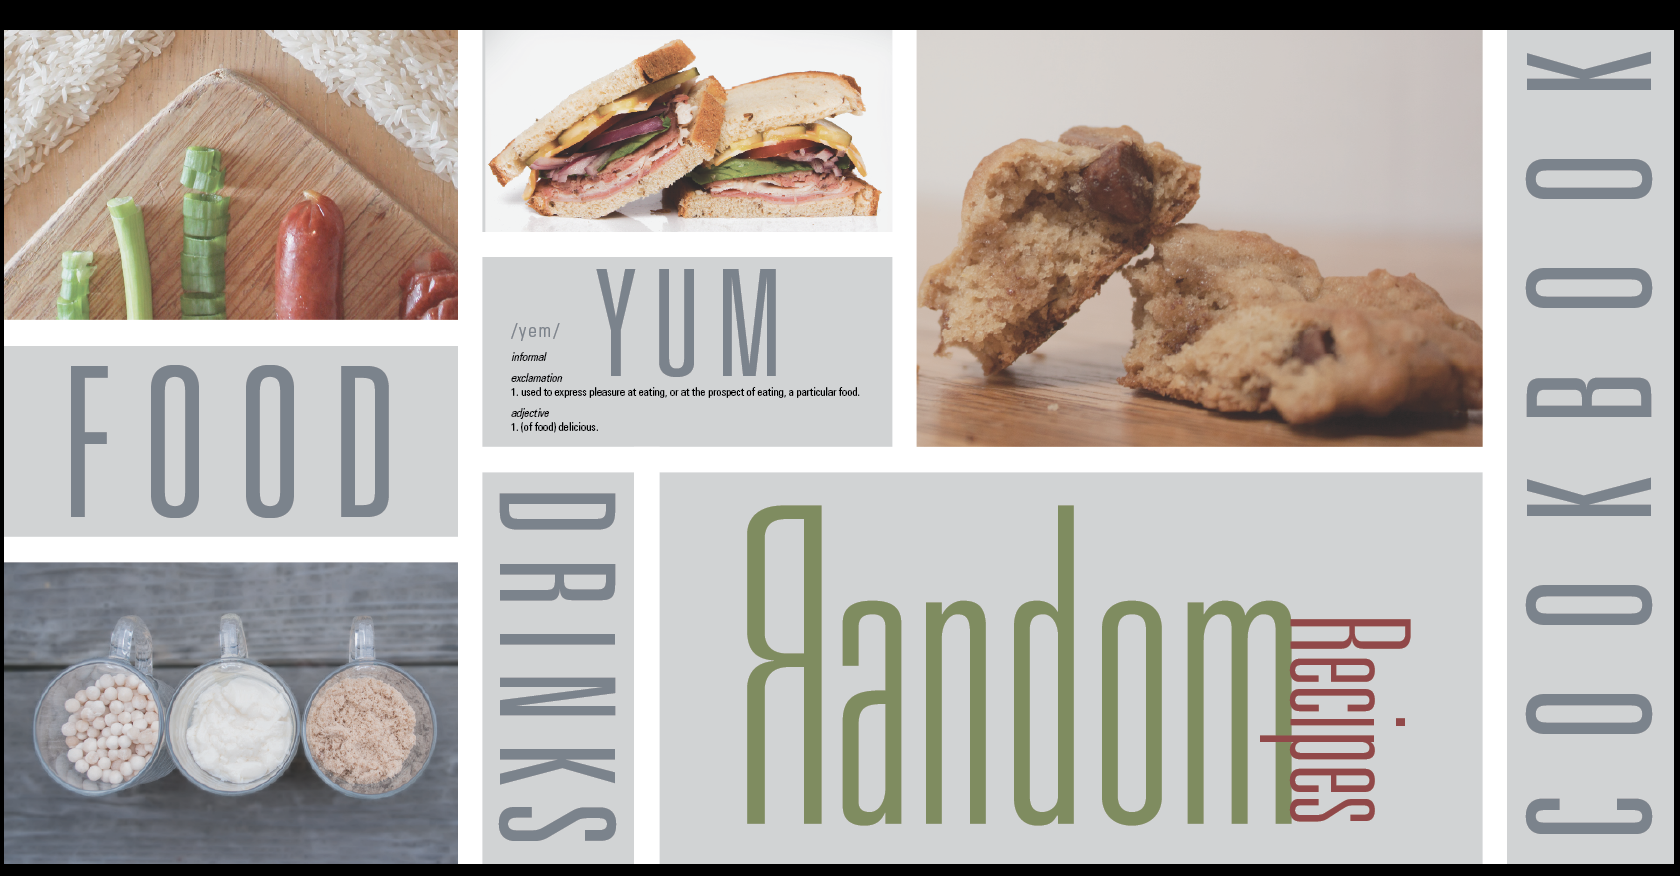 FOOD
YUM
/yem/
informal
exclamation
1. used to express pleasure at eating, or at the prospect of eating, a particular food.
adjective
1. (of food) delicious.
DRINKS
Random
Recipes
COOKBOOK